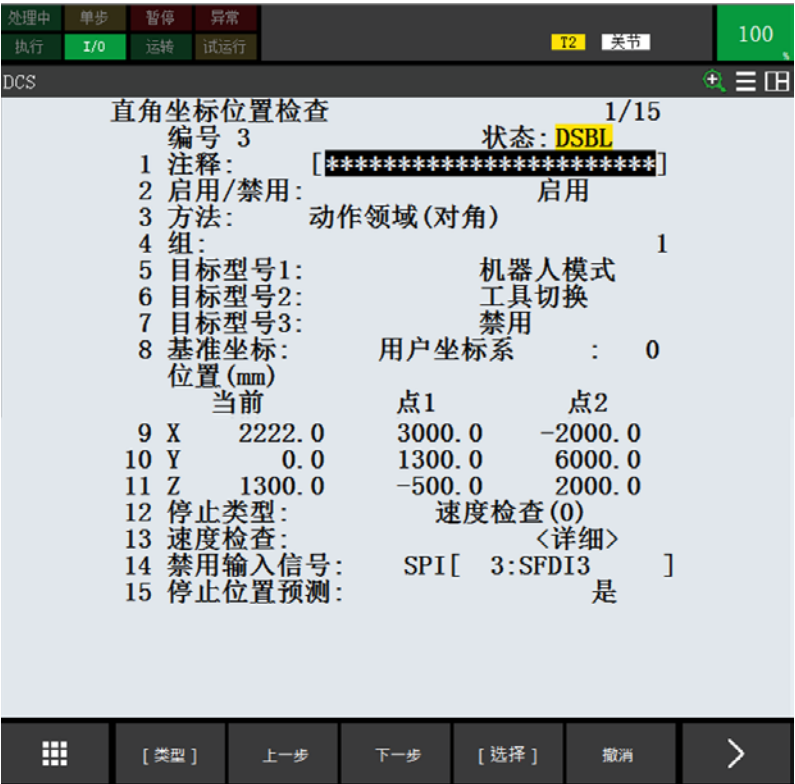 处理中 单步 暂停 异常
执行 I/O 运转 试运行 T2 关节 100 %
DCS
直角坐标位置检查 1/15
编号 3 状态:DSBL
1 注释: [************************]
2 启用/禁用: 启用
3 方法: 动作领域(对角)
4 组: 1
5 目标型号1: 机器人模式
6 目标型号2: 工具切换
7 目标型号3: 禁用
8 基准坐标: 用户坐标系 : 0
位置(mm)
当前 点1 点2
9 X 2222.0 3000.0 -2000.0
10 Y 0.0 1300.0 6000.0
11 Z 1300.0 -500.0 2000.0
12 停止类型: 速度检查(0)
13 速度检查: <详细>
14 禁用输入信号: SPI[ 3:SFDI3 ]
15 停止位置预测: 是
[ 类型 ] 上一步 下一步 [ 选择 ] 撤消